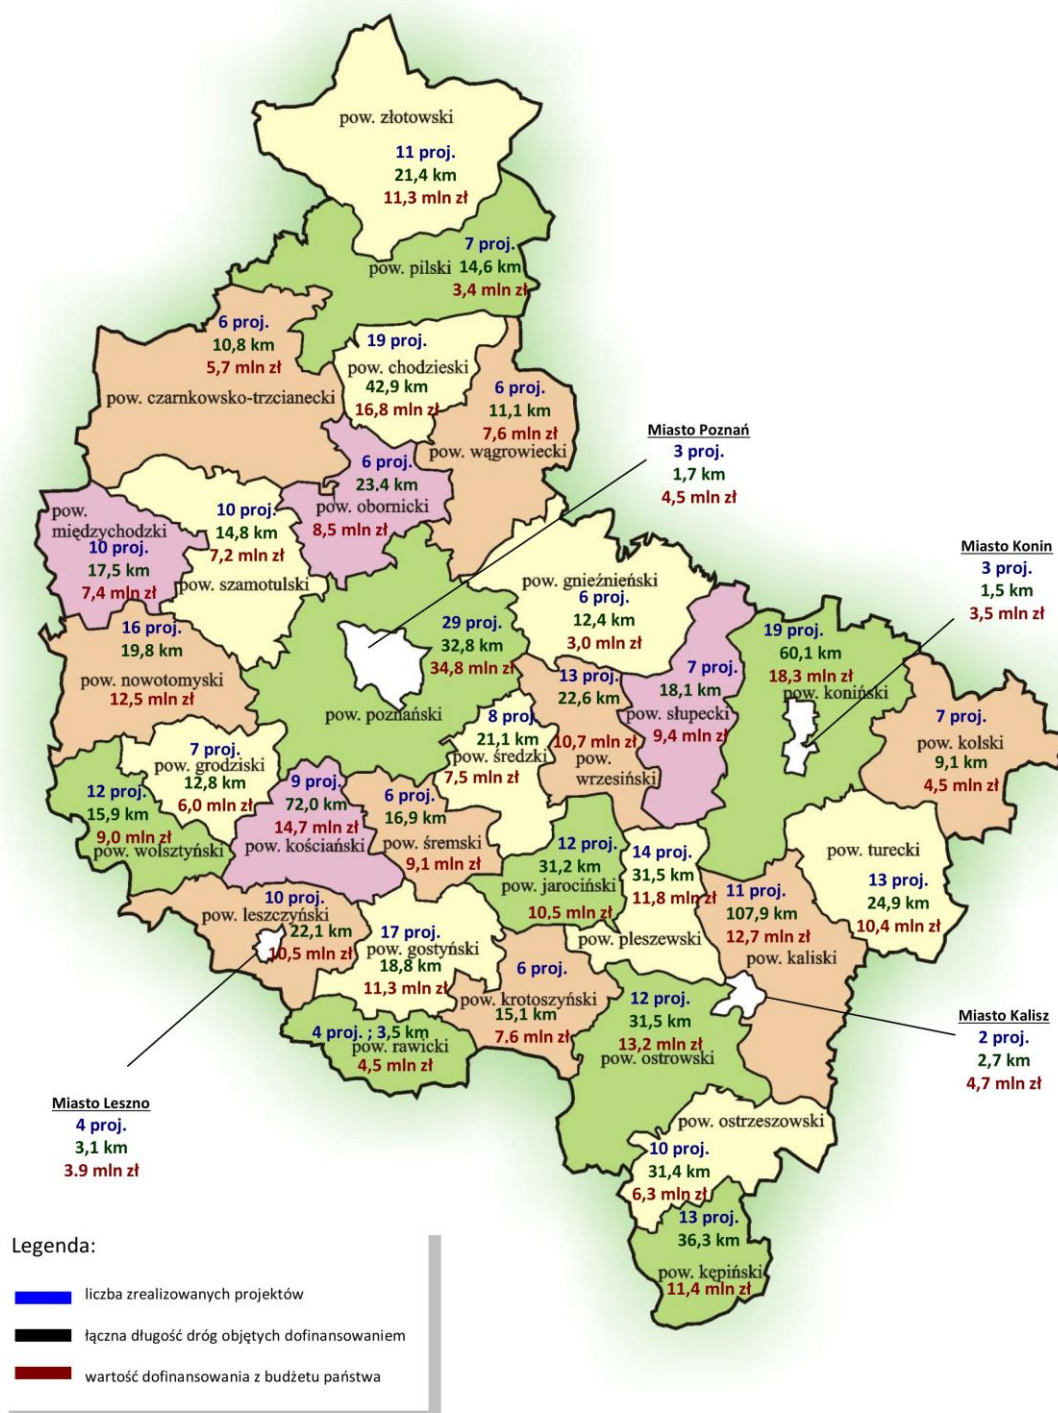 pow. złotowski
11 proj.
21,4 km
11,3 mln zł
7 proj.
pow. pilski 14,6 km
3,4 mln zł
6 proj.
10,8 km
5,7 mln zł
pow. czarnkowsko-trzcianecki
19 proj.
pow. chodzieski
42,9 km
16,8 mln zł
6 proj.
11,1 km
7,6 mln zł
pow. wągrowiecki
Miasto Poznań
3 proj.
1,7 km
4,5 mln zł
6 proj.
23.4 km
pow. obornicki
8,5 mln zł
pow.
międzychodzki
10 proj.
17,5 km
7,4 mln zł
10 proj.
14,8 km
7,2 mln zł
pow. szamotulski
Miasto Konin
3 proj.
1,5 km
3,5 mln zł
pow. gnieźnieński
6 proj.
12,4 km
3,0 mln zł
16 proj.
19,8 km
pow. nowotomyski
12,5 mln zł
29 proj.
32,8 km
34,8 mln zł
pow. poznański
13 proj.
22,6 km
10,7 mln zł
pow.
wrzesiński
7 proj.
18,1 km
pow. słupecki
9,4 mln zł
19 proj.
60,1 km
18,3 mln zł
pow. koniński
7 proj.
pow. kolski
9,1 km
4,5 mln zł
8 proj.
21,1 km
pow. średzki
7,5 mln zł
7 proj.
pow. grodziski
12,8 km
6,0 mln zł
12 proj.
15,9 km
9,0 mln zł
pow. wolsztyński
9 proj.
72,0 km
14,7 mln zł
pow. kościański
6 proj.
16,9 km
pow. śremski
9,1 mln zł
12 proj.
31,2 km
pow. jarociński
10,5 mln zł
14 proj.
31,5 km
11,8 mln zł
pow. pleszewski
pow. turecki
13 proj.
24,9 km
10,4 mln zł
11 proj.
107,9 km
12,7 mln zł
pow. kaliski
10 proj.
pow. leszczyński
22,1 km
10,5 mln zł
17 proj.
pow. gostyński
18,8 km
11,3 mln zł
6 proj.
pow. krotoszyński
15,1 km
7,6 mln zł
12 proj.
31,5 km
13,2 mln zł
pow. ostrowski
4 proj. ; 3,5 km
pow. rawicki
4,5 mln zł
Miasto Kalisz
2 proj.
2,7 km
4,7 mln zł
Miasto Leszno
4 proj.
3,1 km
3.9 mln zł
pow. ostrzeszowski
10 proj.
31,4 km
6,3 mln zł
13 proj.
36,3 km
pow. kępiński
11,4 mln zł
Legenda:
liczba zrealizowanych projektów
łączna długość dróg objętych dofinansowaniem
wartość dofinansowania z budżetu państwa